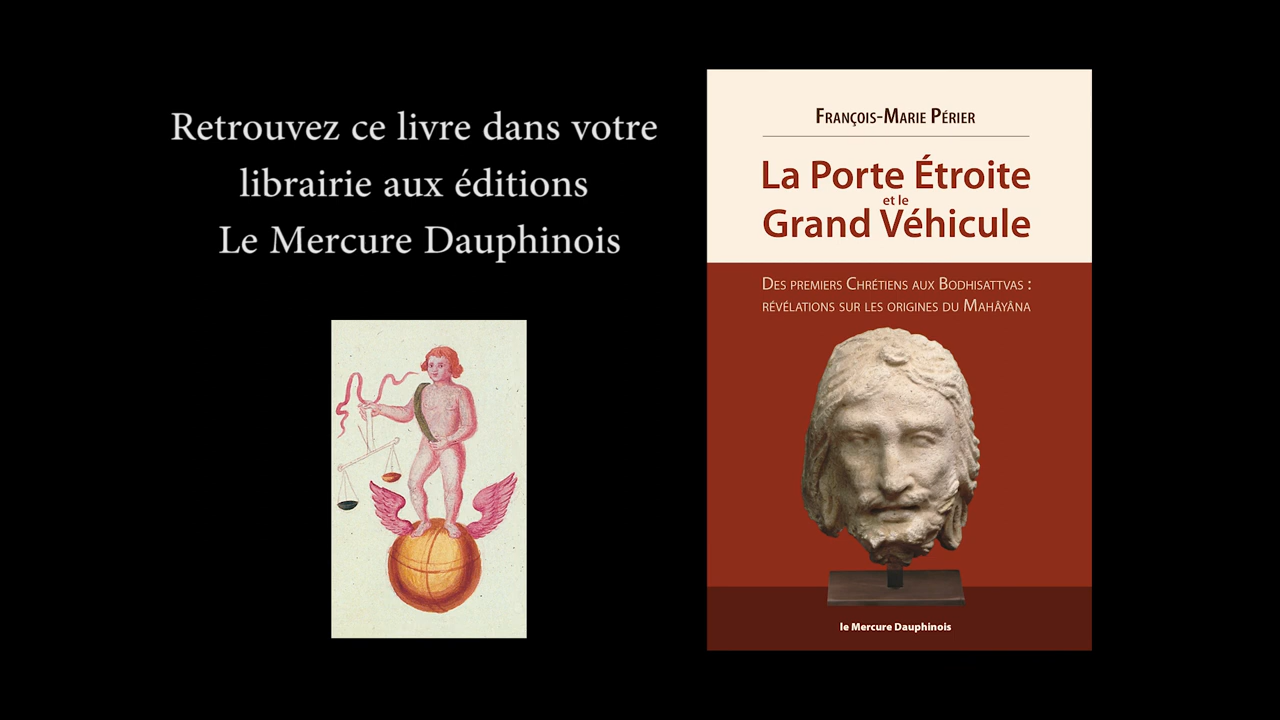 Retrouvez ce livre dans votre
librairie aux éditions
Le Mercure Dauphinois
François-Marie Périer
La Porte Étroite
et le
Grand Véhicule
Des premiers Chrétiens aux Bodhisattvas :
révélations sur les origines du Mahâyâna
le Mercure Dauphinois